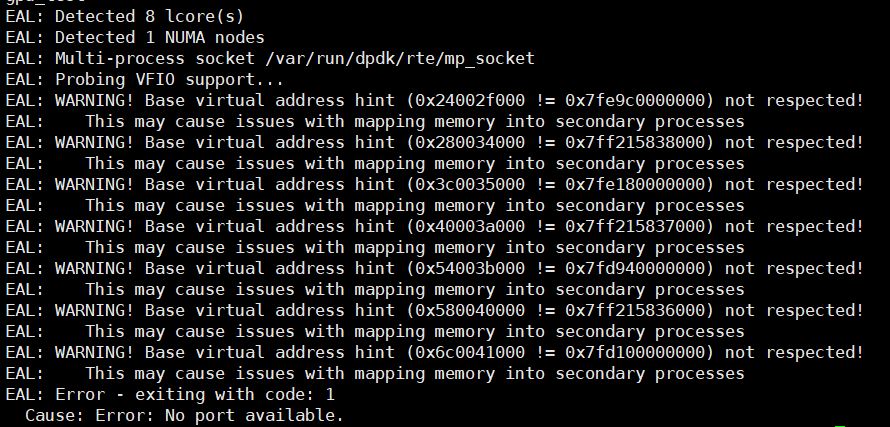 EAL: Detected 8 lcore(s)
EAL: Detected 1 NUMA nodes
EAL: Multi-process socket /var/run/dpdk/rte/mp_socket
EAL: Probing VFIO support...
EAL: WARNING! Base virtual address hint (0x24002f000 != 0x7fe9c0000000) not respected!
EAL:    This may cause issues with mapping memory into secondary processes
EAL: WARNING! Base virtual address hint (0x280034000 != 0x7ff215838000) not respected!
EAL:    This may cause issues with mapping memory into secondary processes
EAL: WARNING! Base virtual address hint (0x3c0035000 != 0x7fe180000000) not respected!
EAL:    This may cause issues with mapping memory into secondary processes
EAL: WARNING! Base virtual address hint (0x40003a000 != 0x7ff215837000) not respected!
EAL:    This may cause issues with mapping memory into secondary processes
EAL: WARNING! Base virtual address hint (0x54003b000 != 0x7fd940000000) not respected!
EAL:    This may cause issues with mapping memory into secondary processes
EAL: WARNING! Base virtual address hint (0x580040000 != 0x7ff215836000) not respected!
EAL:    This may cause issues with mapping memory into secondary processes
EAL: WARNING! Base virtual address hint (0x6c0041000 != 0x7fd100000000) not respected!
EAL:    This may cause issues with mapping memory into secondary processes
EAL: Error - exiting with code: 1
  Cause: Error: No port available.